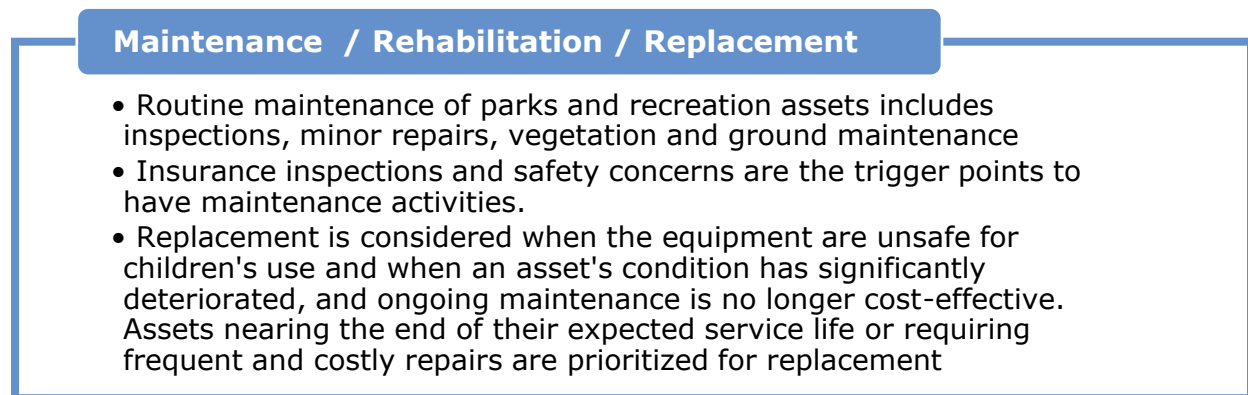 Maintenance / Rehabilitation / Replacement
• Routine maintenance of parks and recreation assets includes
inspections, minor repairs, vegetation and ground maintenance
• Insurance inspections and safety concerns are the trigger points to
have maintenance activities.
• Replacement is considered when the equipment are unsafe for
children's use and when an asset's condition has significantly
deteriorated, and ongoing maintenance is no longer cost-effective.
Assets nearing the end of their expected service life or requiring
frequent and costly repairs are prioritized for replacement